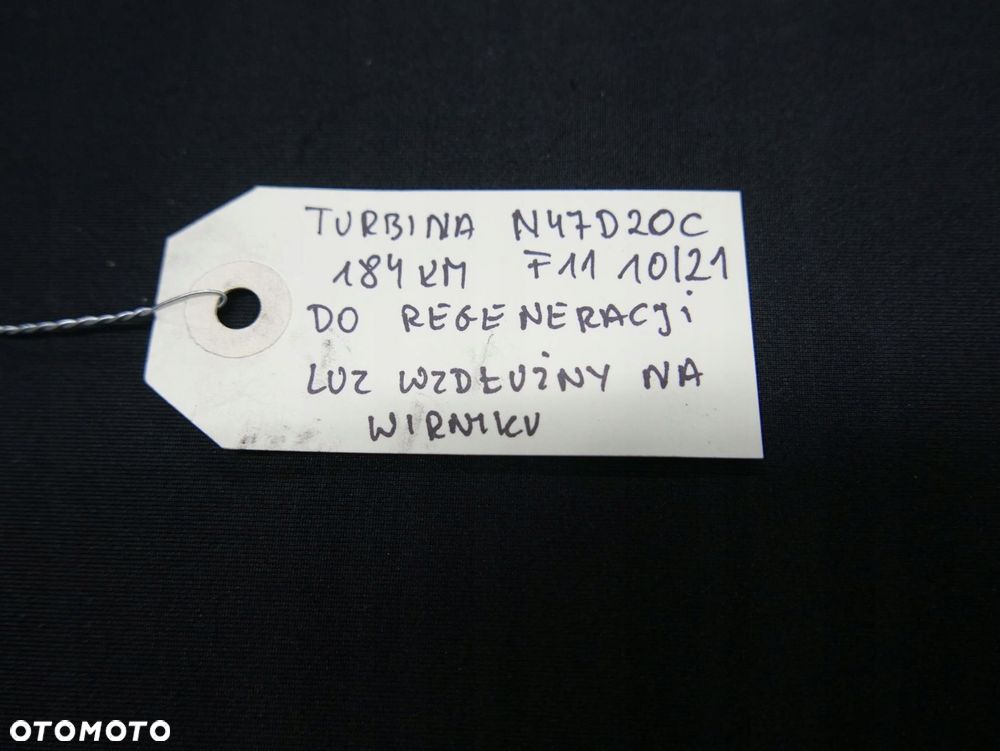 TURBINA N47D20C
184 KM F11 10/21
DO REGENERACJi
LUZ WZDŁUŻNY NA
WIRNIKU
OTOMOTO